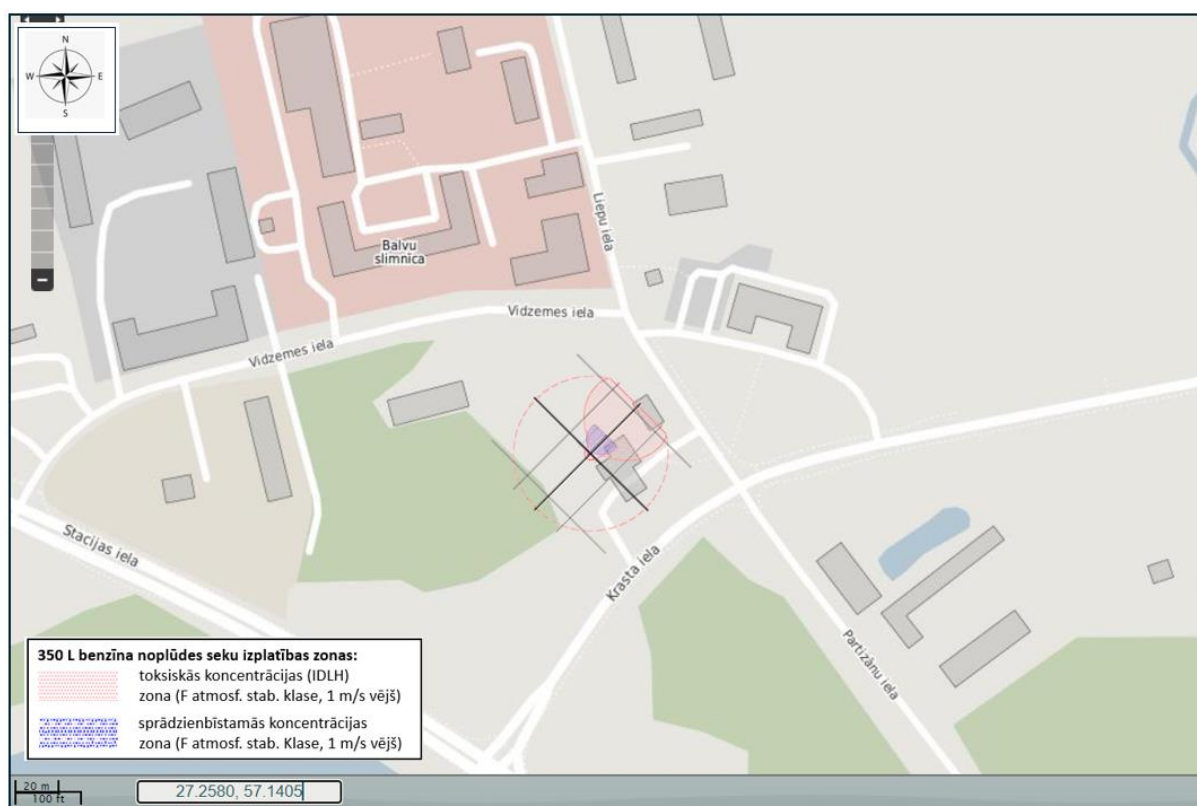 N
W
E
S
Liepu iela
Balvu
slimnīca
Vidzemes iela
Vidzemes iela
Stacijas iela
Krasta iela
Partizānu iela
350 L benzīna noplūdes seku izplatības zonas:
toksiskās koncentrācijas (IDLH)
zona (F atmosf. stab. klase, 1 m/s vējš)
sprādzienbīstamās koncentrācijas
zona (F atmosf. stab. Klase, 1 m/s vējš)
20 m
100 ft
27.2580, 57.1405